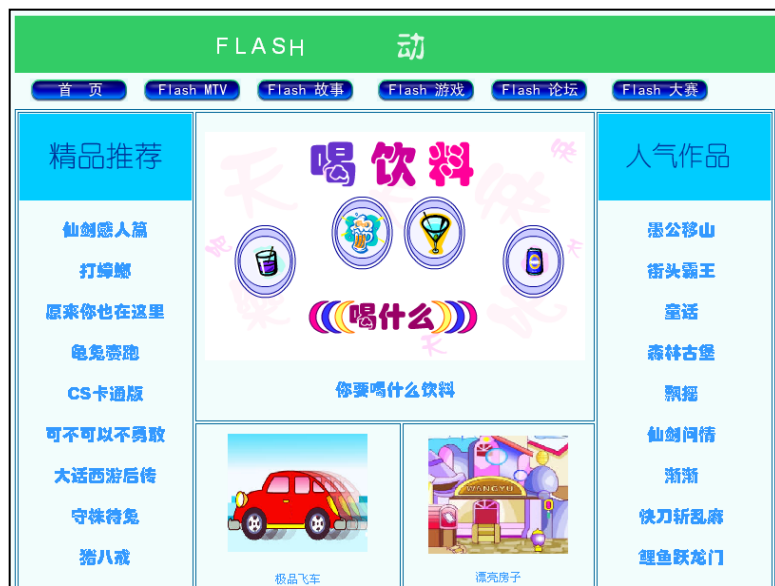 FLASH 动
首 页 Flash MTV Flash 故事 Flash 游戏 Flash 论坛 Flash 大赛
精品推荐
仙剑感人篇
打蟑螂
原来你也在这里
龟兔赛跑
CS卡通版
可不可以不勇敢
大话西游后传
守株待兔
猪八戒
喝饮料
喝什么
你要喝什么饮料
WANGYU
极品飞车
漂亮房子
人气作品
愚公移山
街头霸王
童话
森林古堡
飘摇
仙剑问情
渐渐
快刀斩乱麻
鲤鱼跃龙门